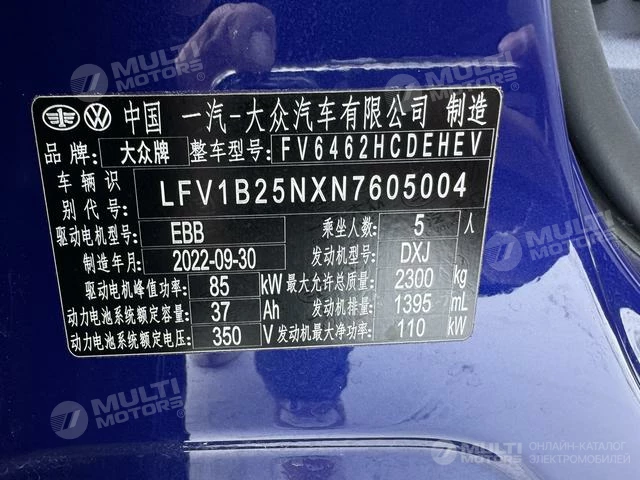 MULTI MOTORS
MULTI MOTORS
中国 一汽-大众汽车有限公司 制造
品牌: 大众牌 整车型号: FV6462HCDEHEV
车辆识别代号: LFV1B25NXN7605004
驱动电机型号: EBB 乘坐人数: 5 人
制造年月: 2022-09-30 发动机型号: DXJ
驱动电机峰值功率: 85 kW 最大允许总质量: 2300 kg
动力电池系统额定容量: 37 Ah 发动机排量: 1395 mL
动力电池系统额定电压: 350 V 发动机最大净功率: 110 kW
MULTI MOTORS
MULTI MOTORS
ОНЛАЙН-КАТАЛОГ
ЭЛЕКТРОМОБИЛЕЙ